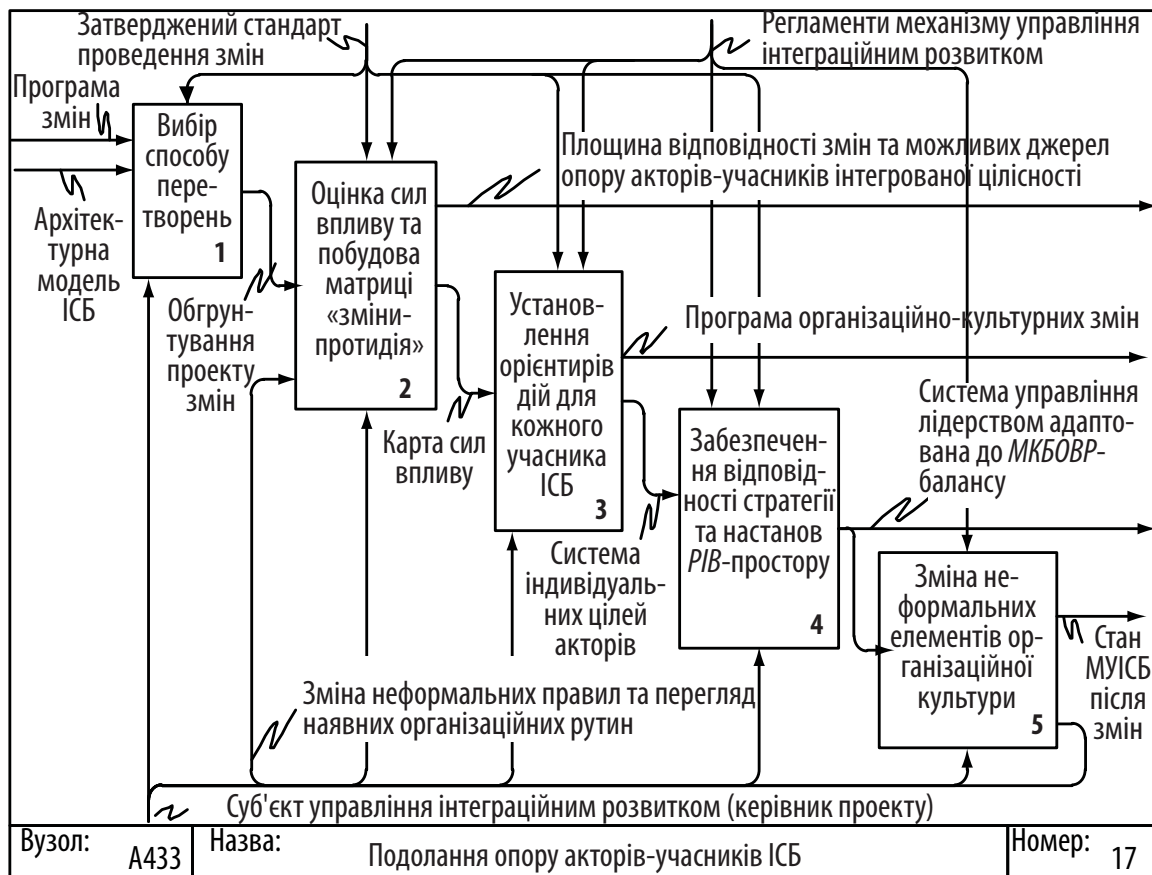 Затверджений стандарт
проведення змін
Регламенти механізму управління
інтеграційним розвитком
Програма
змін
Вибір
способу
пере-
творень
1
Архітек-
турна
модель
ІСБ
Площина відповідності змін та можливих джерел
опору акторів-учасників інтегрованої цілісності
Оцінка сил
впливу та
побудова
матриці
«зміни-
протидія»
2
Обгрун-
тування
проекту
змін
Установ-
лення
орієнтирів
дій для
кожного
учасника
ІСБ
3
Програма організаційно-культурних змін
Карта сил
впливу
Система управління
лідерством адапто-
вана до МКБОВР-
балансу
Забезпечен-
ня відповід-
ності стратегії
та настанов
РІВ-простору
4
Система
індивідуаль-
них цілей
акторів
Зміна не-
формальних
елементів ор-
ганізаційної
культури
5
Стан
МУІСБ
після
змін
Зміна неформальних правил та перегляд
наявних організаційних рутин
Суб'єкт управління інтеграційним розвитком (керівник проекту)
Вузол:
А433
Назва:
Подолання опору акторів-учасників ІСБ
Номер:
17